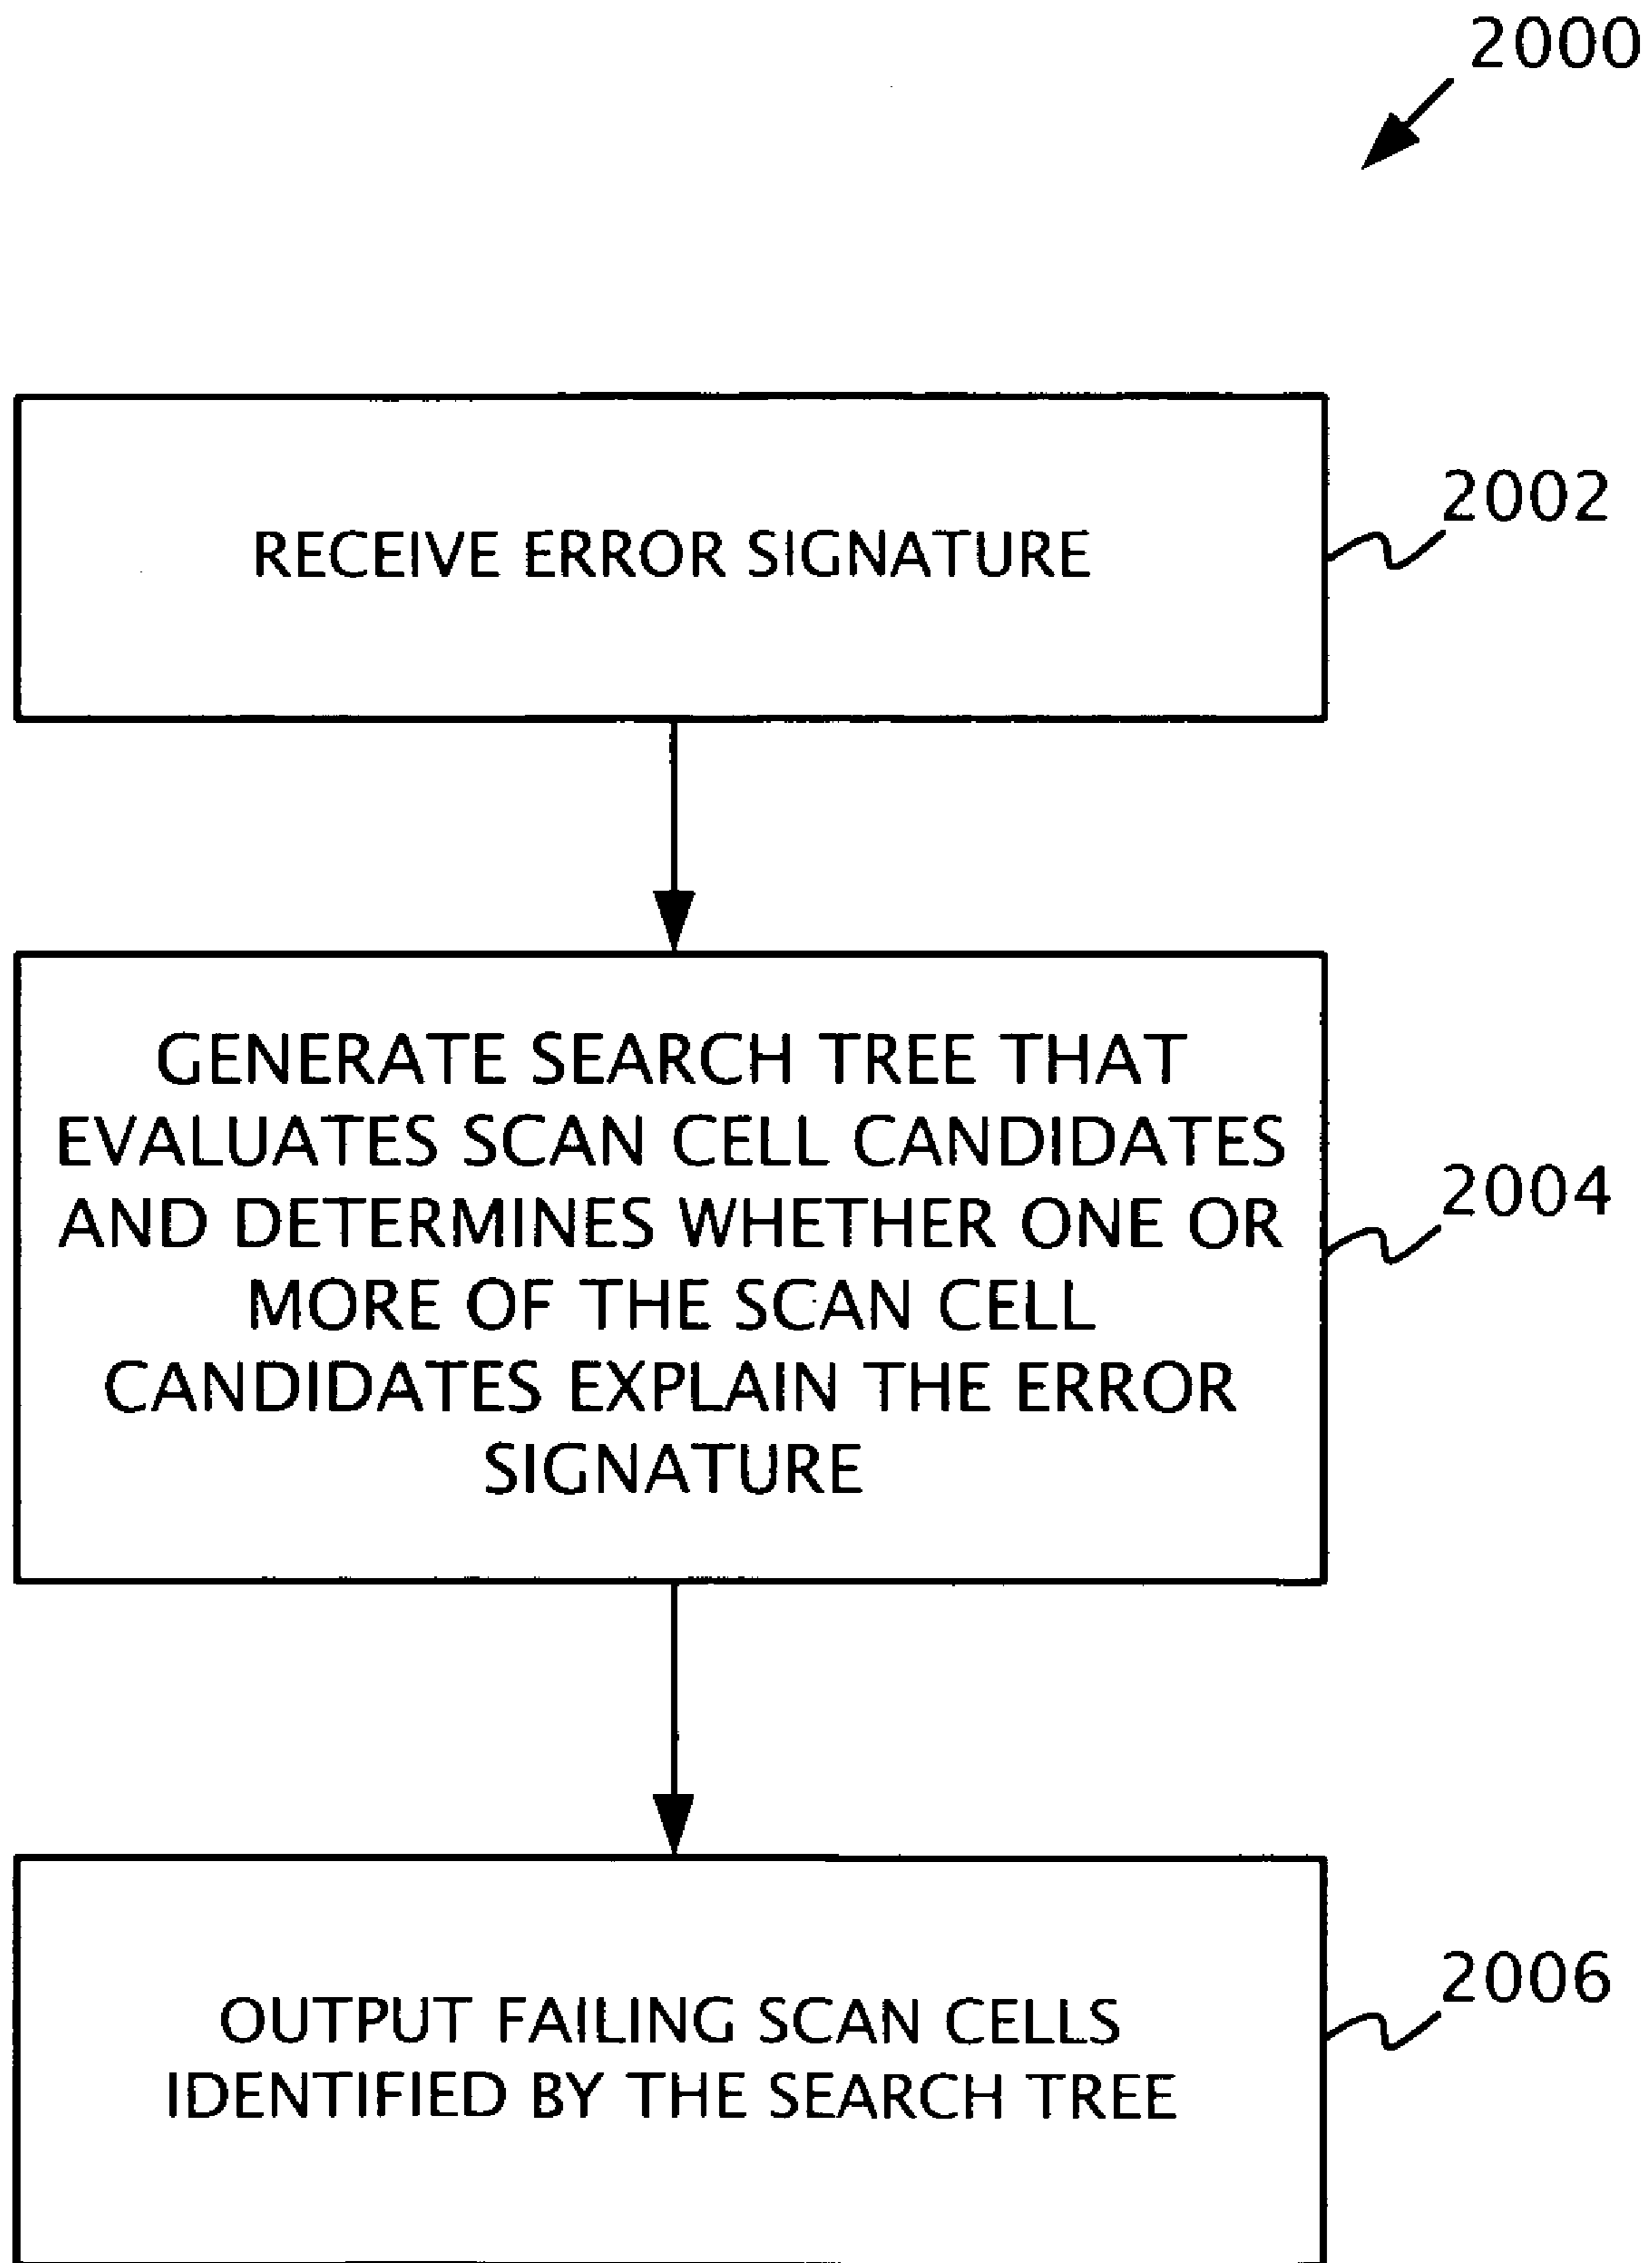 2000
RECEIVE ERROR SIGNATURE
2002
GENERATE SEARCH TREE THAT
EVALUATES SCAN CELL CANDIDATES
AND DETERMINES WHETHER ONE OR
MORE OF THE SCAN CELL
CANDIDATES EXPLAIN THE ERROR
SIGNATURE
2004
OUTPUT FAILING SCAN CELLS
IDENTIFIED BY THE SEARCH TREE
2006